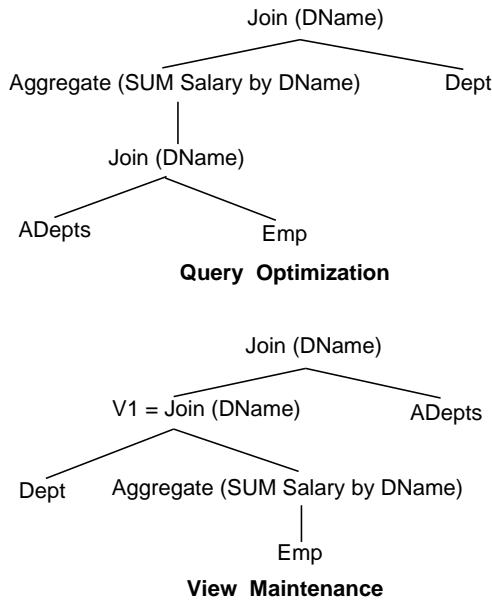 Join (DName)
Aggregate (SUM Salary by DName)
Dept
Join (DName)
ADepts
Emp
Query Optimization
Join (DName)
V1 = Join (DName)
ADepts
Dept
Aggregate (SUM Salary by DName)
Emp
View Maintenance